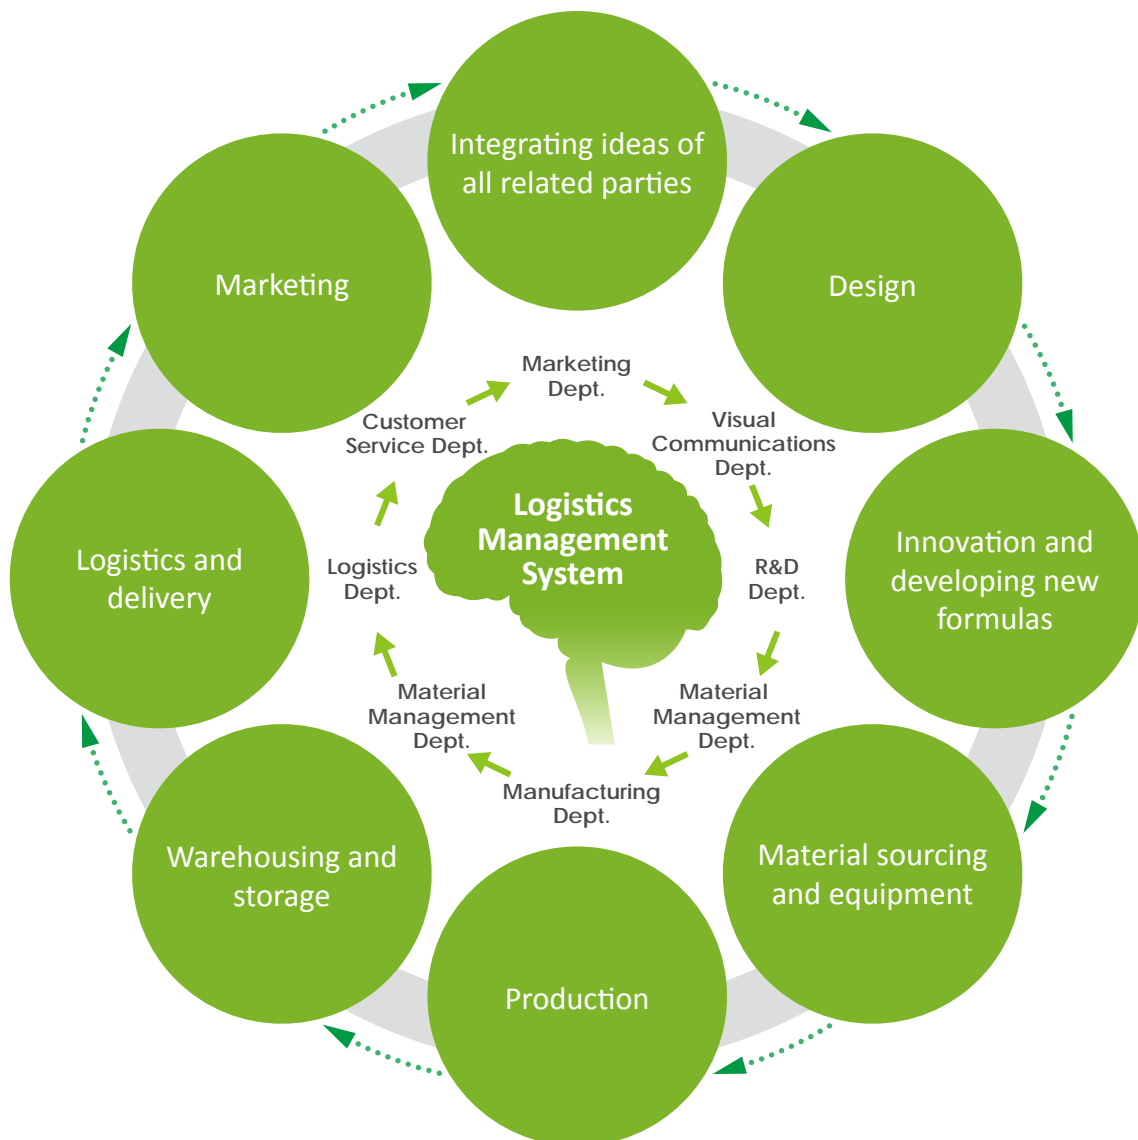 Integrating ideas of
all related parties
Marketing
Design
Marketing
Dept.
Customer
Service Dept.
Visual
Communications
Dept.
Logistics
Management
System
Logistics and
delivery
Logistics
Dept.
R&D
Dept.
Innovation and
developing new
formulas
Material
Management
Dept.
Material
Management
Dept.
Manufacturing
Dept.
Warehousing and
storage
Material sourcing
and equipment
Production